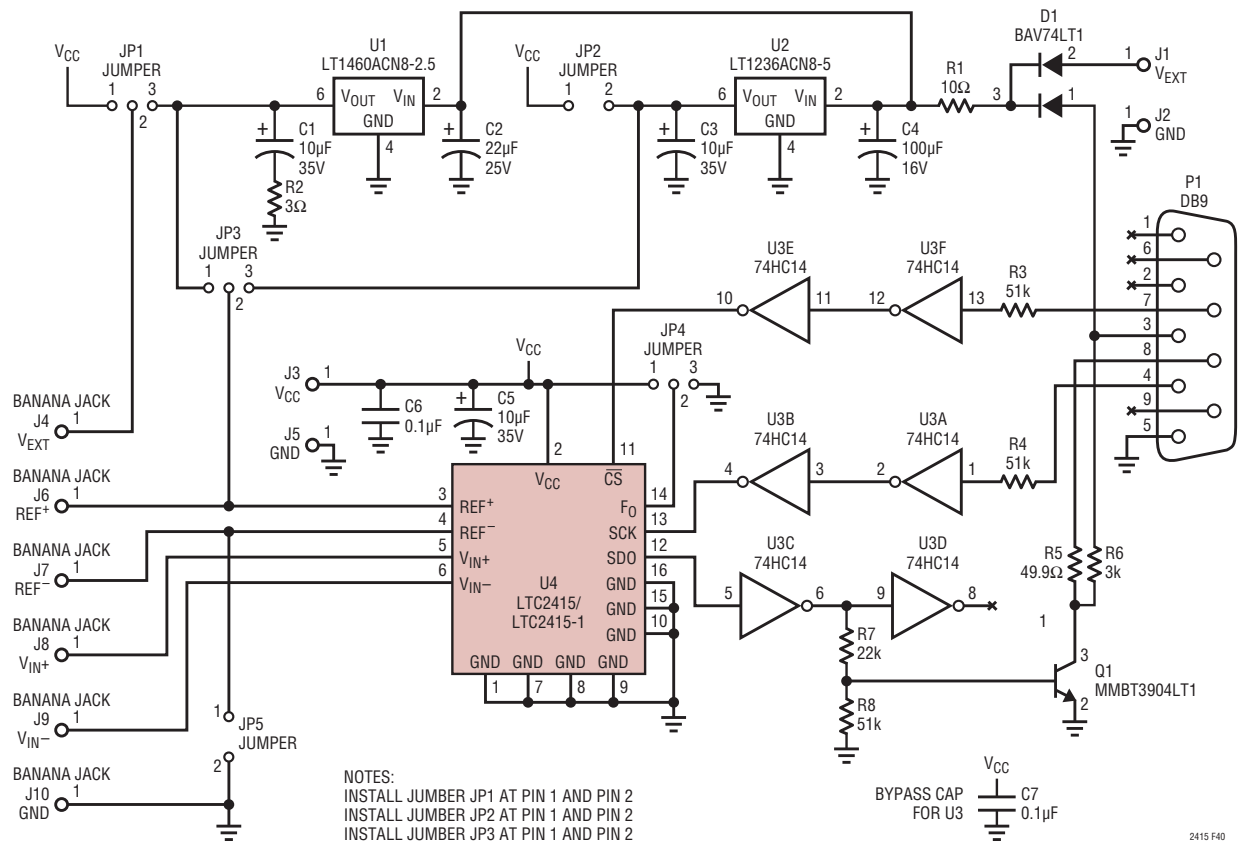 VCC
JP1
JUMPER
1
2
3
U1
LT1460ACN8-2.5
6
VOUT VIN
GND
2
4
+
C1
10µF
35V
R2
3Ω
+
C2
22µF
25V
VCC
JP2
JUMPER
1
2
U2
LT1236ACN8-5
6
VOUT VIN
GND
2
4
+
C3
10µF
35V
+
C4
100µF
16V
R1
10Ω
3
D1
BAV74LT1
2
1
1
J1
VEXT
1
J2
GND
P1
DB9
1
6
2
7
3
8
4
9
5
JP3
JUMPER
1
2
3
U3E
74HC14
10
11
U3F
74HC14
12
13
R3
51k
J3
VCC
1
J5
GND
1
C6
0.1µF
+
C5
10µF
35V
VCC
JP4
JUMPER
1
2
3
U3B
74HC14
4
3
U3A
74HC14
2
1
R4
51k
BANANA JACK
J4
VEXT
1
BANANA JACK
J6
REF+
1
BANANA JACK
J7
REF–
1
BANANA JACK
J8
VIN+
1
BANANA JACK
J9
VIN–
1
BANANA JACK
J10
GND
1
2
VCC
11
CS
3
REF+
4
REF–
5
VIN+
6
VIN–
14
FO
13
SCK
12
SDO
16
GND
15
GND
10
GND
U4
LTC2415/
LTC2415-1
GND GND GND GND
1 7 8 9
U3C
74HC14
5
6
U3D
74HC14
9
8
R7
22k
R8
51k
R5
49.9Ω
R6
3k
1
3
2
Q1
MMBT3904LT1
1
JP5
JUMPER
2
NOTES:
INSTALL JUMBER JP1 AT PIN 1 AND PIN 2
INSTALL JUMBER JP2 AT PIN 1 AND PIN 2
INSTALL JUMBER JP3 AT PIN 1 AND PIN 2
VCC
BYPASS CAP
FOR U3
C7
0.1µF
2415 F40